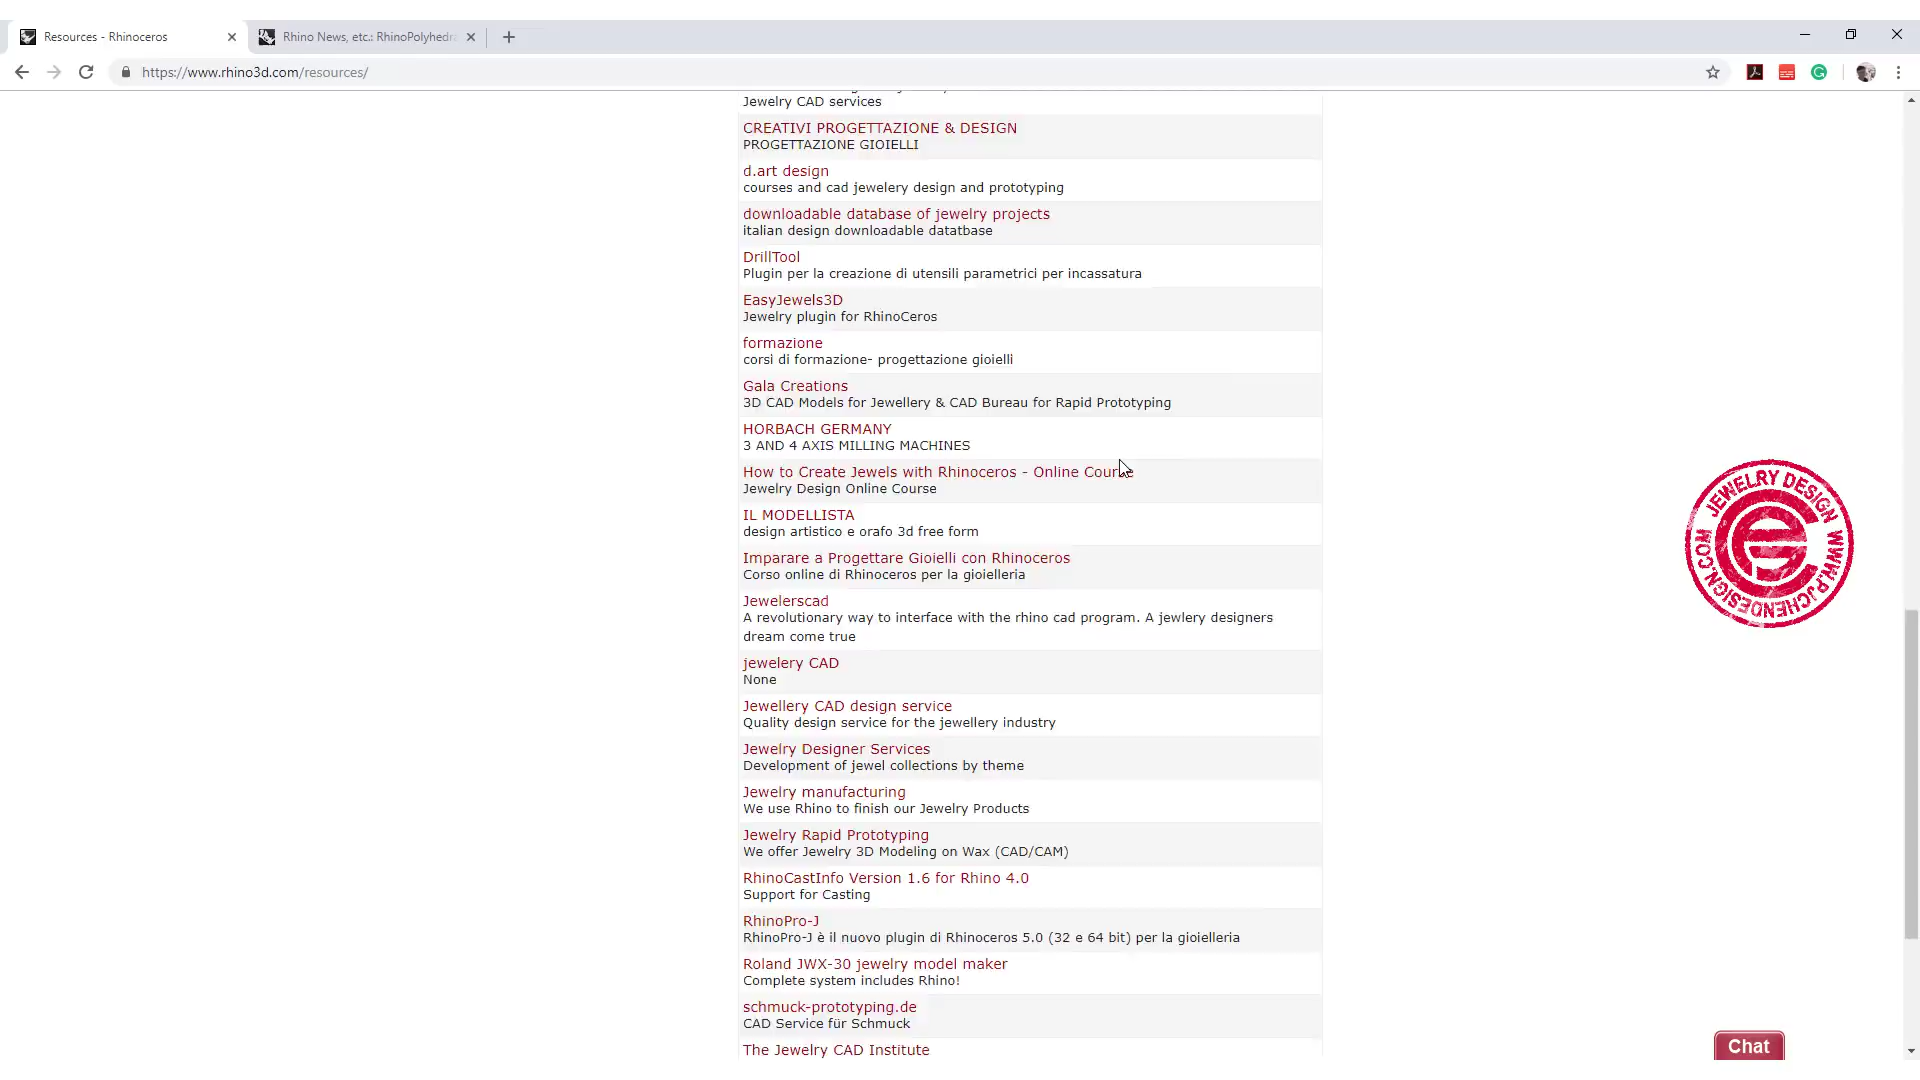 Resources - Rhinoceros
Rhino News, etc.: RhinoPolyhedra
https://www.rhino3d.com/resources/
Jewelry CAD services
CREATIVI PROGETTAZIONE & DESIGN
PROGETTAZIONE GIOIELLI
d.art design
courses and cad jewelery design and prototyping
downloadable database of jewelry projects
italian design downloadable datatbase
DrillTool
Plugin per la creazione di utensili parametrici per incassatura
EasyJewels3D
Jewelry plugin for RhinoCeros
formazione
corsi di formazione- progettazione gioielli
Gala Creations
3D CAD Models for Jewellery & CAD Bureau for Rapid Prototyping
HORBACH GERMANY
3 AND 4 AXIS MILLING MACHINES
How to Create Jewels with Rhinoceros - Online Course
Jewelry Design Online Course
IL MODELLISTA
design artistico e orafo 3d free form
Imparare a Progettare Gioielli con Rhinoceros
Corso online di Rhinoceros per la gioielleria
Jewelerscad
A revolutionary way to interface with the rhino cad program. A jewlery designers
dream come true
jewelery CAD
None
Jewellery CAD design service
Quality design service for the jewellery industry
Jewelry Designer Services
Development of jewel collections by theme
Jewelry manufacturing
We use Rhino to finish our Jewelry Products
Jewelry Rapid Prototyping
We offer Jewelry 3D Modeling on Wax (CAD/CAM)
RhinoCastInfo Version 1.6 for Rhino 4.0
Support for Casting
RhinoPro-J
RhinoPro-J è il nuovo plugin di Rhinoceros 5.0 (32 e 64 bit) per la gioielleria
Roland JWX-30 jewelry model maker
Complete system includes Rhino!
schmuck-prototyping.de
CAD Service für Schmuck
The Jewelry CAD Institute
JEWELRY DESIGN WWW.PJCHENDESIGN.COM
Chat